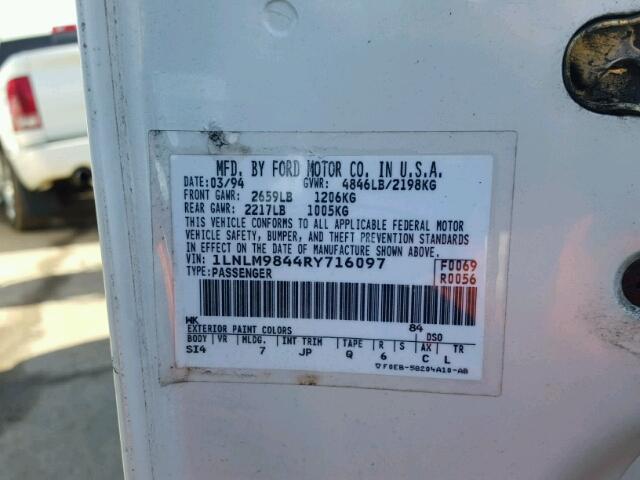 MFD. BY FORD MOTOR CO. IN U.S.A.
DATE: 03/94 GVWR: 4846LB/2198KG
FRONT GAWR: 2659LB 1206KG
REAR GAWR: 2217LB 1005KG
THIS VEHICLE CONFORMS TO ALL APPLICABLE FEDERAL MOTOR
VEHICLE SAFETY, BUMPER, AND THEFT PREVENTION STANDARDS
IN EFFECT ON THE DATE OF MANUFACTURE SHOWN ABOVE.
VIN: 1LNLM9844RY716097 F0069
TYPE: PASSENGER R0056
WK 84
EXTERIOR PAINT COLORS DSO
BODY VR MLDG. INT TRIM TAPE R S AX TR
SI4 7 JP Q 6 C L
▽F0EB-58204A10-AB